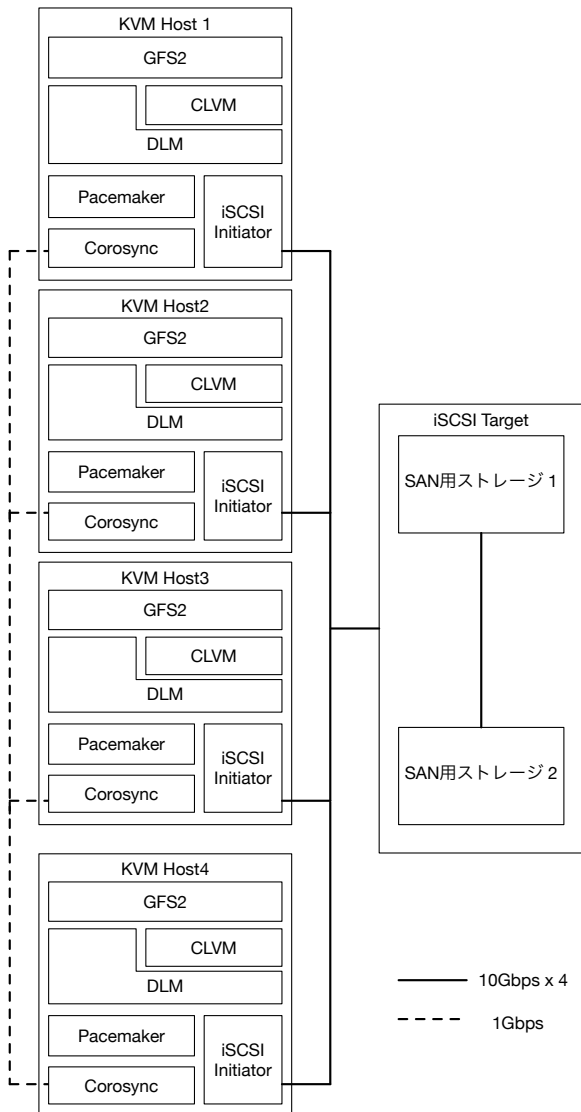 KVM Host 1
GFS2
CLVM
DLM
Pacemaker
Corosync
iSCSI
Initiator
KVM Host2
GFS2
CLVM
DLM
Pacemaker
Corosync
iSCSI
Initiator
KVM Host3
GFS2
CLVM
DLM
Pacemaker
Corosync
iSCSI
Initiator
KVM Host4
GFS2
CLVM
DLM
Pacemaker
Corosync
iSCSI
Initiator
iSCSI Target
SAN用ストレージ 1
SAN用ストレージ 2
10Gbps x 4
1Gbps